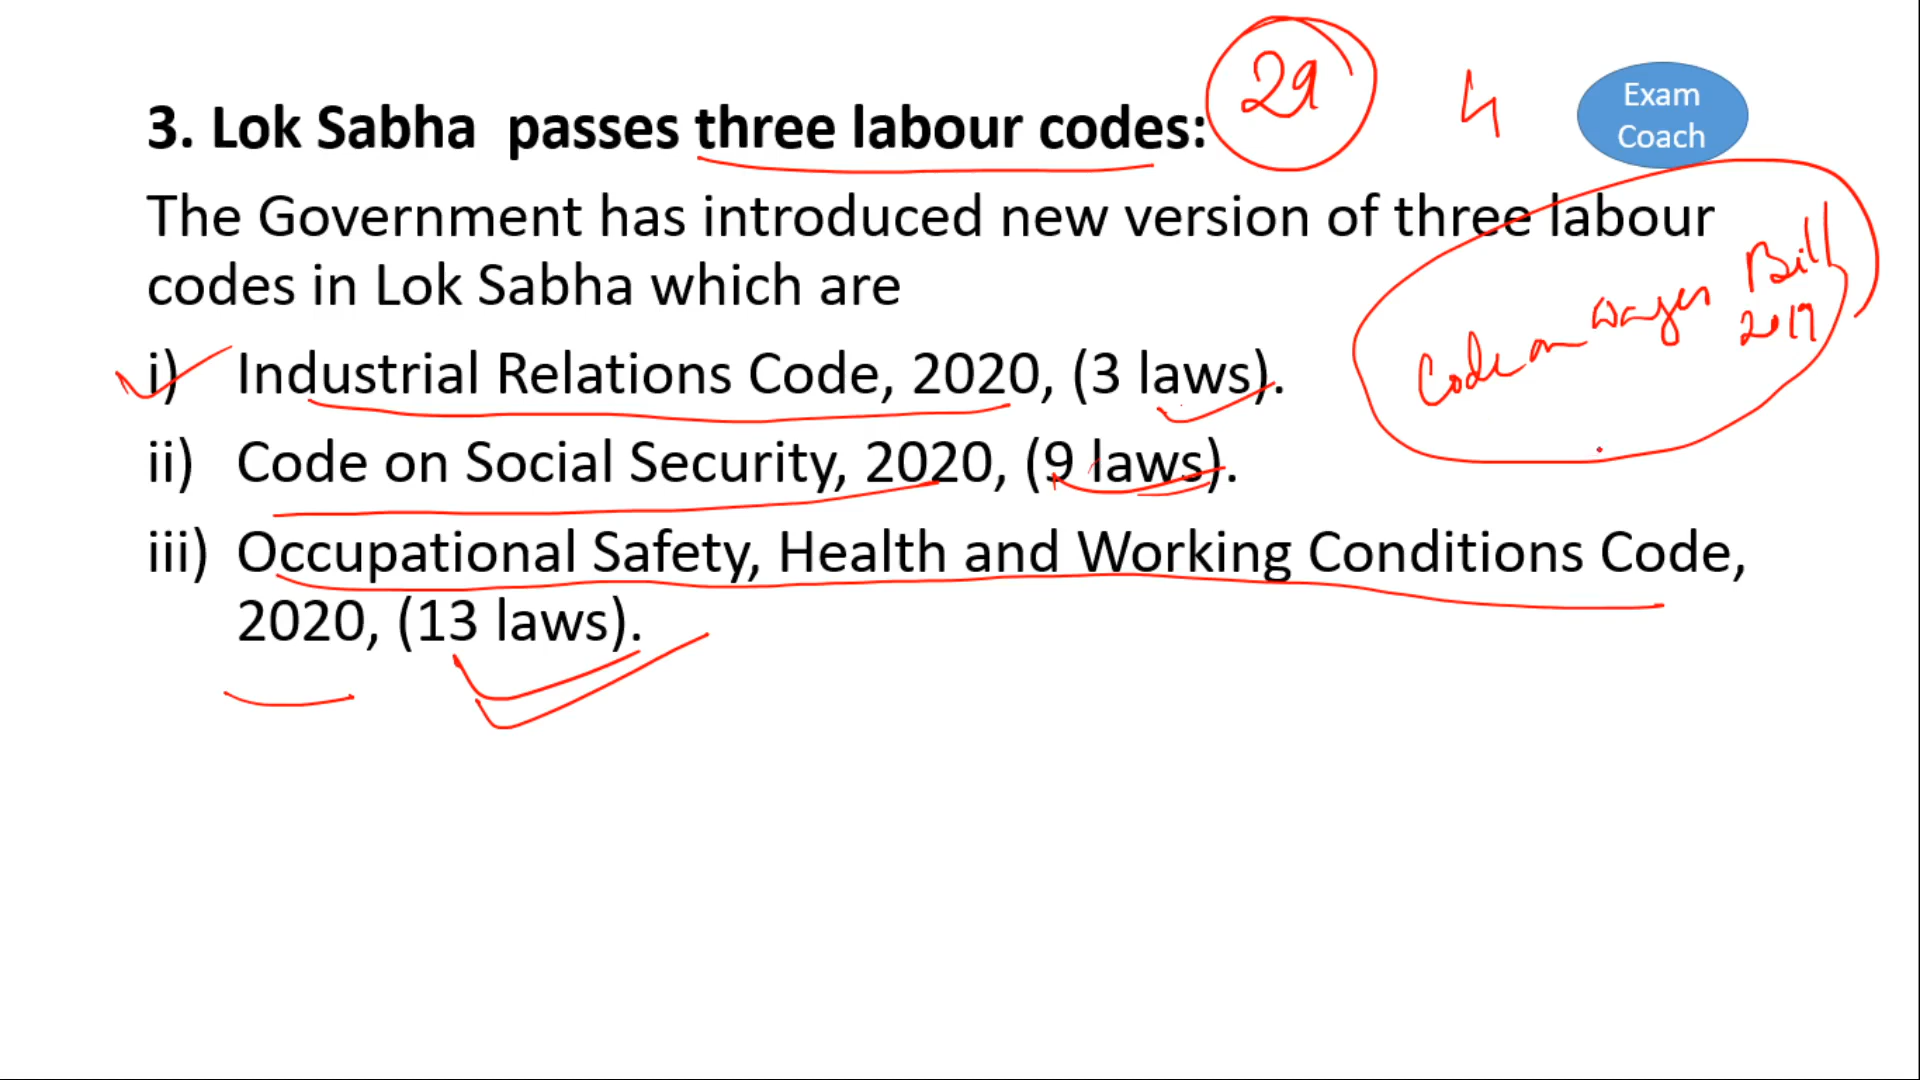 29
4
Exam
Coach
3. Lok Sabha passes three labour codes:
The Government has introduced new version of three labour
codes in Lok Sabha which are
Code on wages Bill
2019
i) Industrial Relations Code, 2020, (3 laws).
ii) Code on Social Security, 2020, (9 laws).
iii) Occupational Safety, Health and Working Conditions Code,
2020, (13 laws).